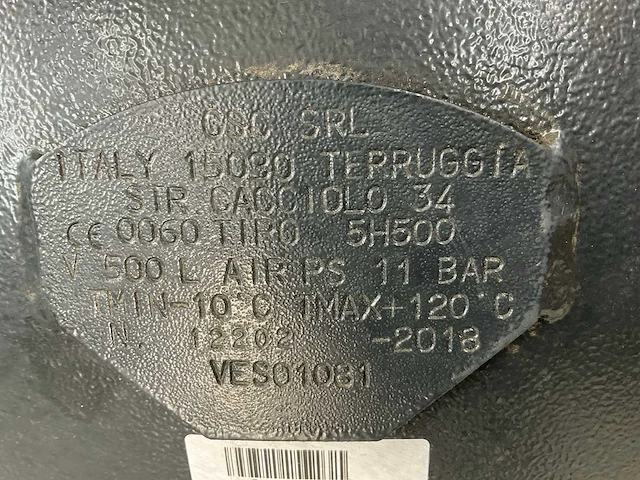 OSC SRL
ITALY 15030 TERRUGGIA
STR CACCIOLO 34
CE 0060 TIPO 5H500
V 500 L AIR PS 11 BAR
TMIN-10°C TMAX+120°C
N. 12202 -2018
VES01081